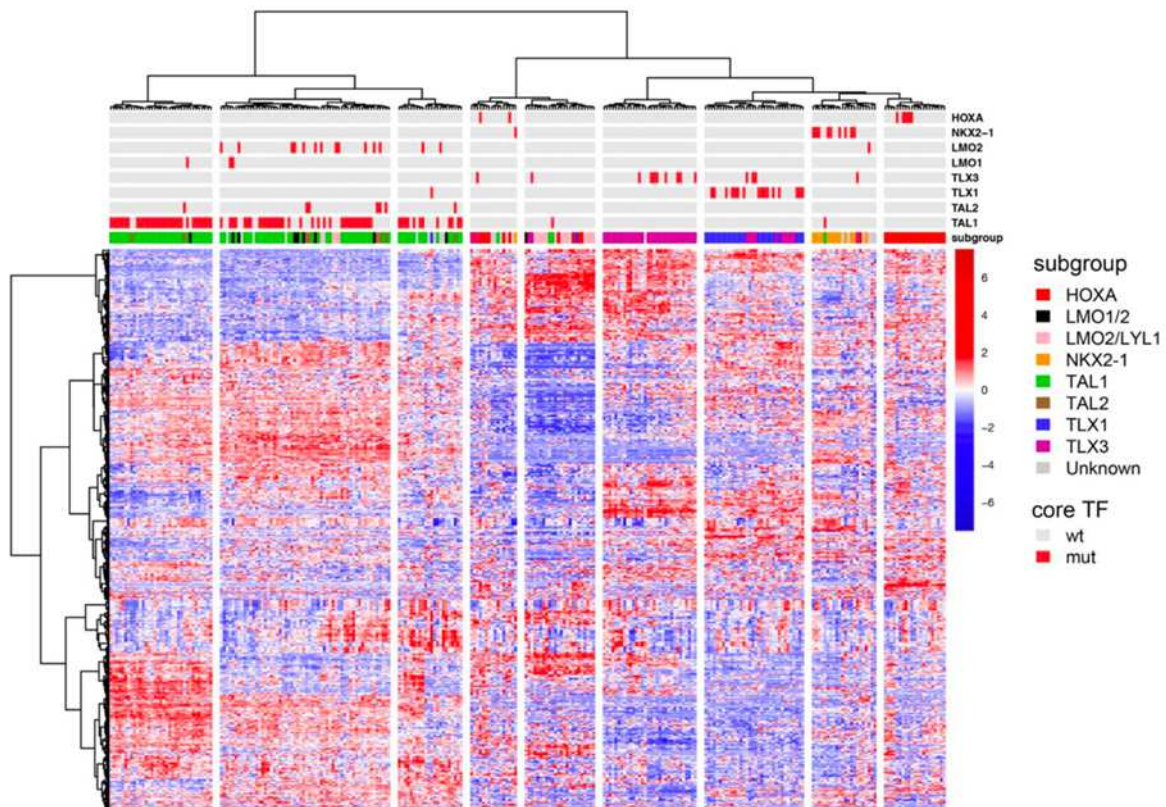 HOXA
NKX2-1
LMO2
LMO1
TLX3
TLX1
TAL2
TAL1
subgroup
6
4
2
0
−2
−4
−6
subgroup
HOXA
LMO1/2
LMO2/LYL1
NKX2-1
TAL1
TAL2
TLX1
TLX3
Unknown
core TF
wt
mut